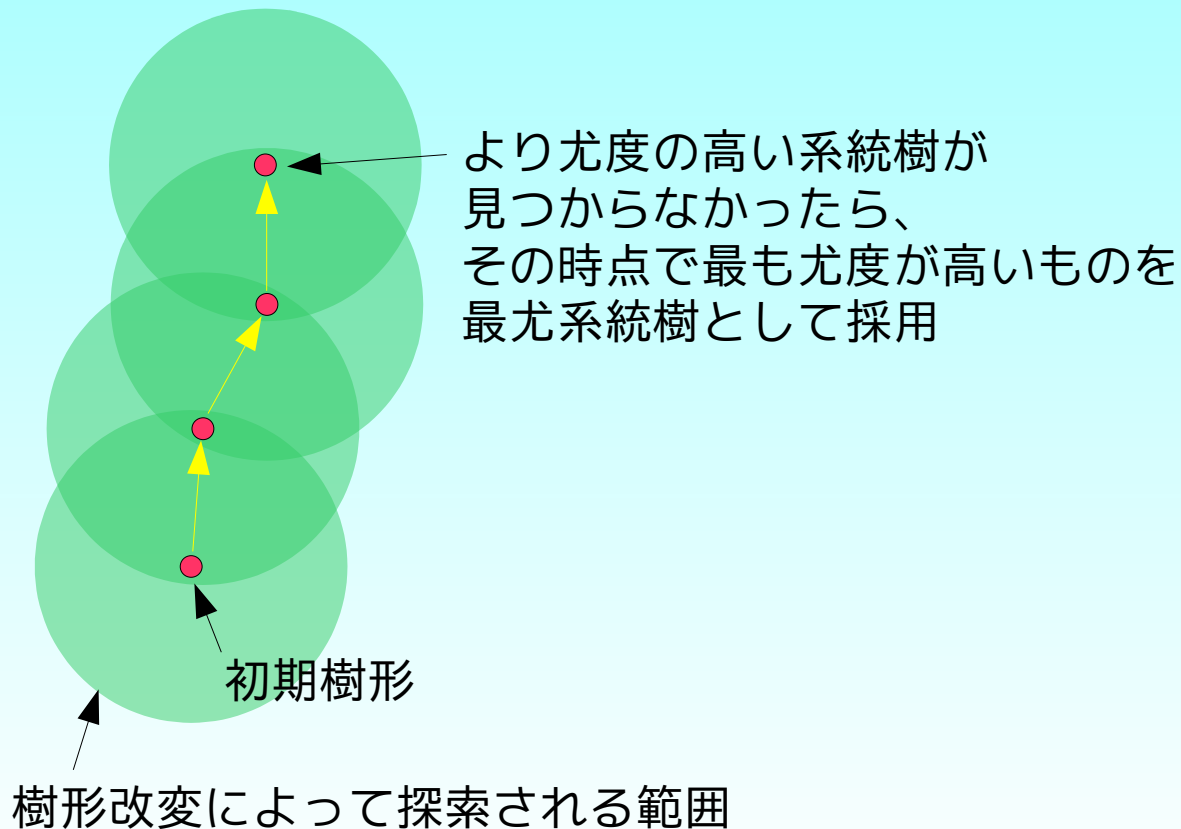 より尤度の高い系統樹が
見つからなかったら、
その時点で最も尤度が高いものを
最尤系統樹として採用
初期樹形
樹形改変によって探索される範囲